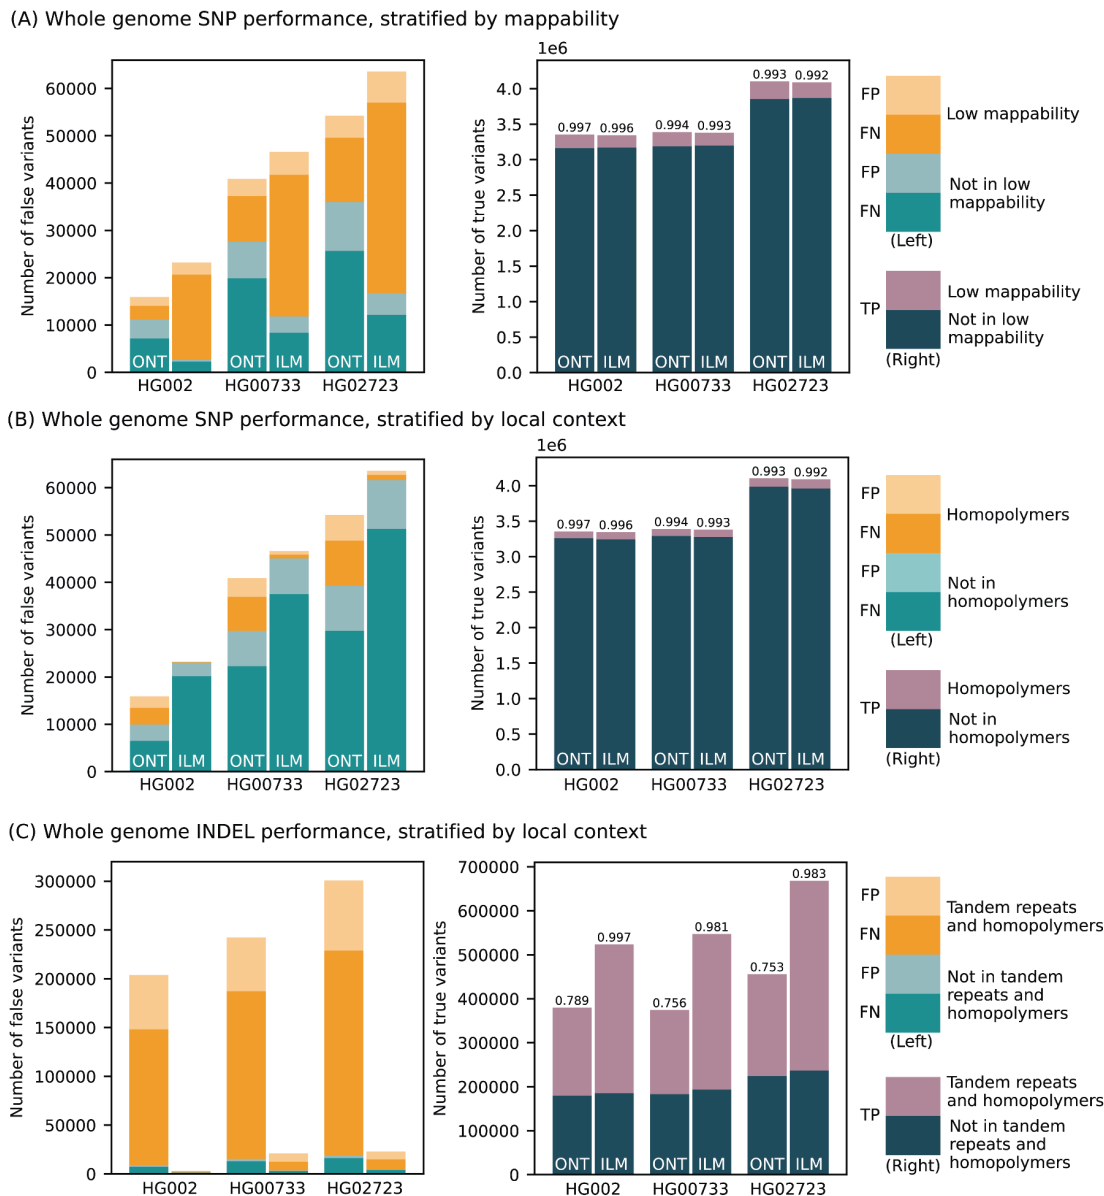 (A) Whole genome SNP performance, stratified by mappability
Number of false variants
60000
50000
40000
30000
20000
10000
0
ONT ILM ONT ILM ONT ILM
HG002 HG00733 HG02723
1e6
Number of true variants
4.0
3.5
3.0
2.5
2.0
1.5
1.0
0.5
0.0
0.997 0.996 0.994 0.993 0.993 0.992
ONT ILM ONT ILM ONT ILM
HG002 HG00733 HG02723
FP
FN
Low mappability
FP
FN
Not in low
mappability
(Left)
TP
Low mappability
Not in low
mappability
(Right)
(B) Whole genome SNP performance, stratified by local context
Number of false variants
60000
50000
40000
30000
20000
10000
0
ONT ILM ONT ILM ONT ILM
HG002 HG00733 HG02723
1e6
Number of true variants
4.0
3.5
3.0
2.5
2.0
1.5
1.0
0.5
0.0
0.997 0.996 0.994 0.993 0.993 0.992
ONT ILM ONT ILM ONT ILM
HG002 HG00733 HG02723
FP
FN
Homopolymers
FP
FN
Not in
homopolymers
(Left)
TP
Homopolymers
Not in
homopolymers
(Right)
(C) Whole genome INDEL performance, stratified by local context
Number of false variants
300000
250000
200000
150000
100000
50000
0
HG002 HG00733 HG02723
Number of true variants
700000
600000
500000
400000
300000
200000
100000
0
0.789 0.997 0.756 0.981 0.753 0.983
ONT ILM ONT ILM ONT ILM
HG002 HG00733 HG02723
FP
FN
Tandem repeats
and homopolymers
FP
FN
Not in tandem
repeats and
homopolymers
(Left)
TP
Tandem repeats
and homopolymers
Not in tandem
repeats and
homopolymers
(Right)